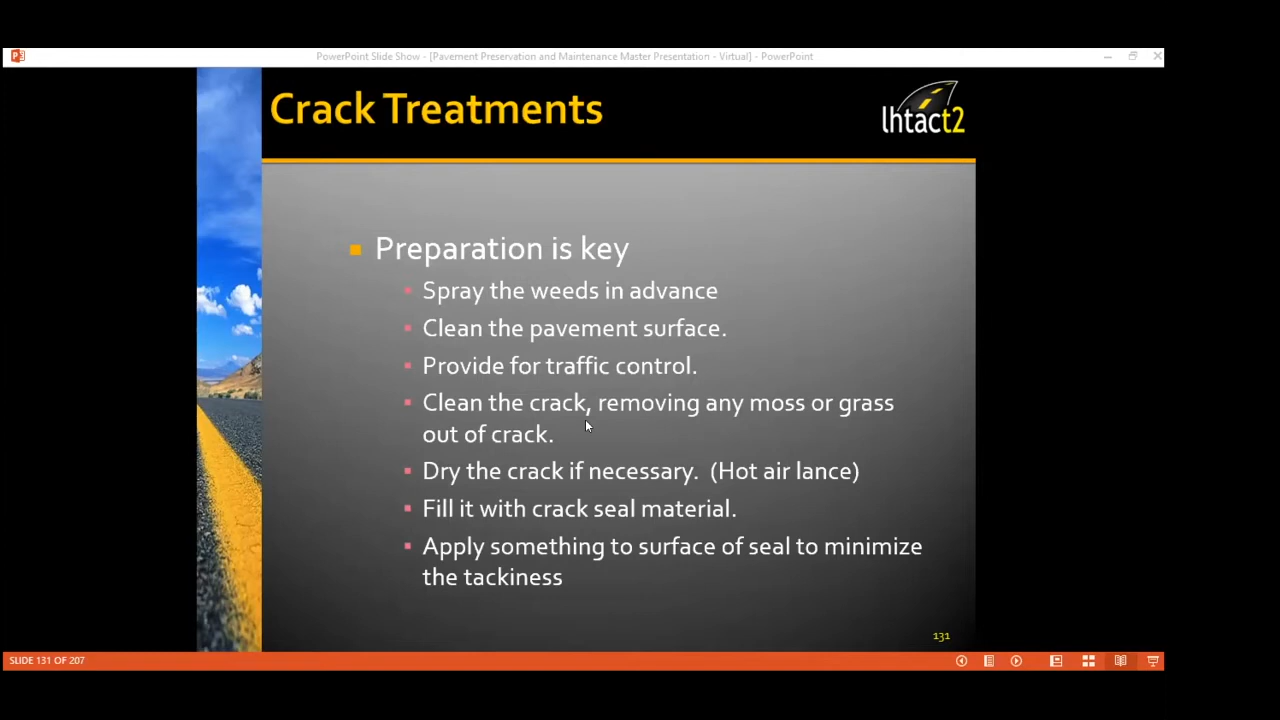 PowerPoint Slide Show - [Pavement Preservation and Maintenance Master Presentation - Virtual] - PowerPoint
Crack Treatments
lhtact2
Preparation is key
Spray the weeds in advance
Clean the pavement surface.
Provide for traffic control.
Clean the crack, removing any moss or grass
out of crack.
Dry the crack if necessary. (Hot air lance)
Fill it with crack seal material.
Apply something to surface of seal to minimize
the tackiness
131
SLIDE 131 OF 207